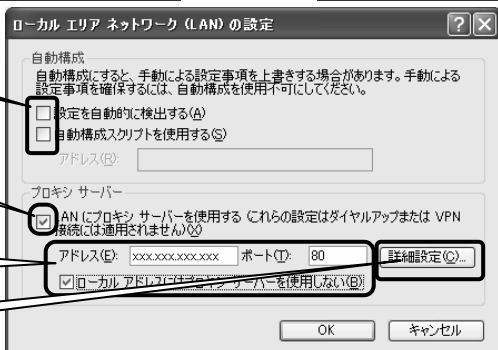 ローカル エリア ネットワーク (LAN) の設定
自動構成
自動構成にすると、手動による設定事項を上書きする場合があります。手動による
設定事項を確保するには、自動構成を使用不可にしてください。
設定を自動的に検出する(A)
自動構成スクリプトを使用する(S)
アドレス(R):
プロキシ サーバー
LAN にプロキシ サーバーを使用する (これらの設定はダイヤルアップまたは VPN
接続には適用されません)(X)
アドレス(E): xxx.xxx.xxx.xxx ポート(T): 80 詳細設定(C)...
ローカル アドレスにはプロキシ サーバーを使用しない(B)
OK キャンセル